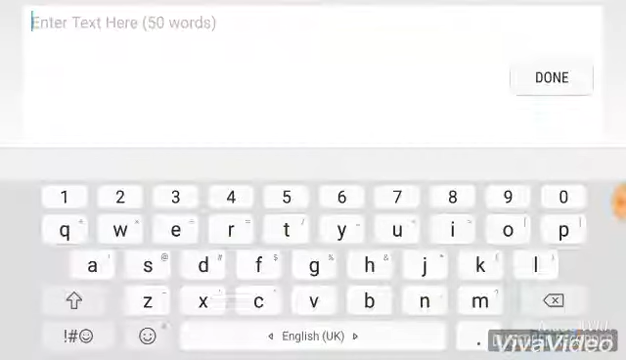 Enter Text Here (50 words)
DONE
1 2 3 4 5 6 7 8 9 0
q w e r t y u i o p
a s d f g h j k l
z x c v b n m
!#☺ English (UK) .
VivaVideo